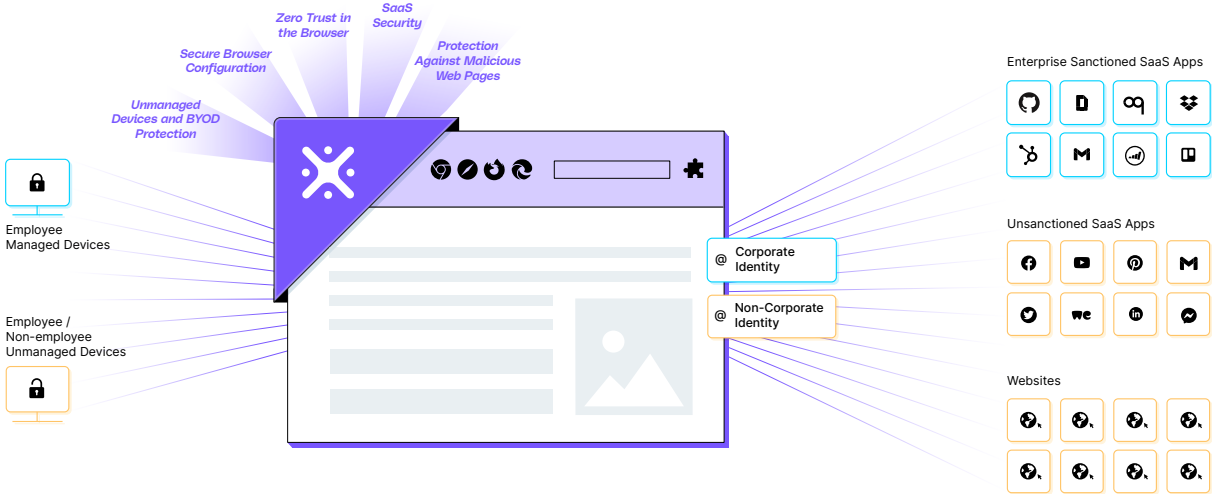 SaaS
Security
Zero Trust in
the Browser
Protection
Against Malicious
Web Pages
Secure Browser
Configuration
Unmanaged
Devices and BYOD
Protection
Employee
Managed Devices
Employee /
Non-employee
Unmanaged Devices
@ Corporate
Identity
@ Non-Corporate
Identity
Enterprise Sanctioned SaaS Apps
Unsanctioned SaaS Apps
we
in
Websites